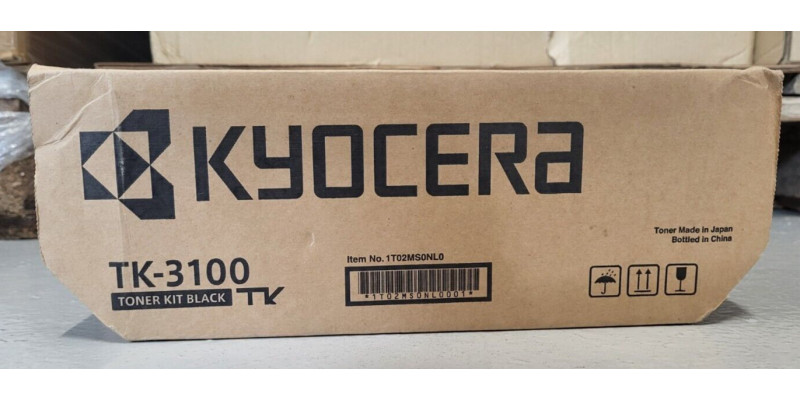 KYOCERA
Toner Made in Japan
Bottled in China
TK-3100
TONER KIT BLACK TK
Item No. 1T02MS0NL0
*1T02MS0NL0001*